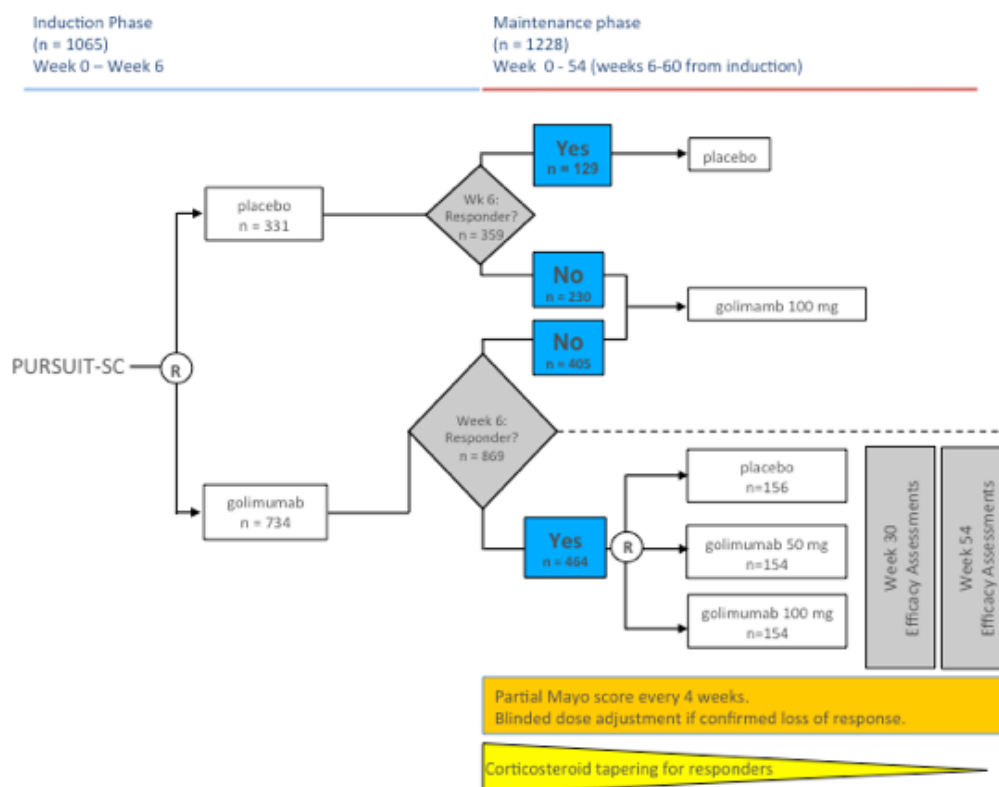 Induction Phase
(n = 1065)
Week 0 – Week 6
Maintenance phase
(n = 1228)
Week 0 - 54 (weeks 6-60 from induction)
Yes
n = 129
placebo
placebo
n = 331
Wk 6:
Responder?
n = 359
No
n = 230
golimamb 100 mg
No
n = 405
PURSUIT-SC
R
Week 6:
Responder?
n = 869
golimumab
n = 734
Yes
n = 464
R
placebo
n=156
golimumab 50 mg
n=154
golimumab 100 mg
n=154
Week 30
Efficacy Assessments
Week 54
Efficacy Assessments
Partial Mayo score every 4 weeks.
Blinded dose adjustment if confirmed loss of response.
Corticosteroid tapering for responders